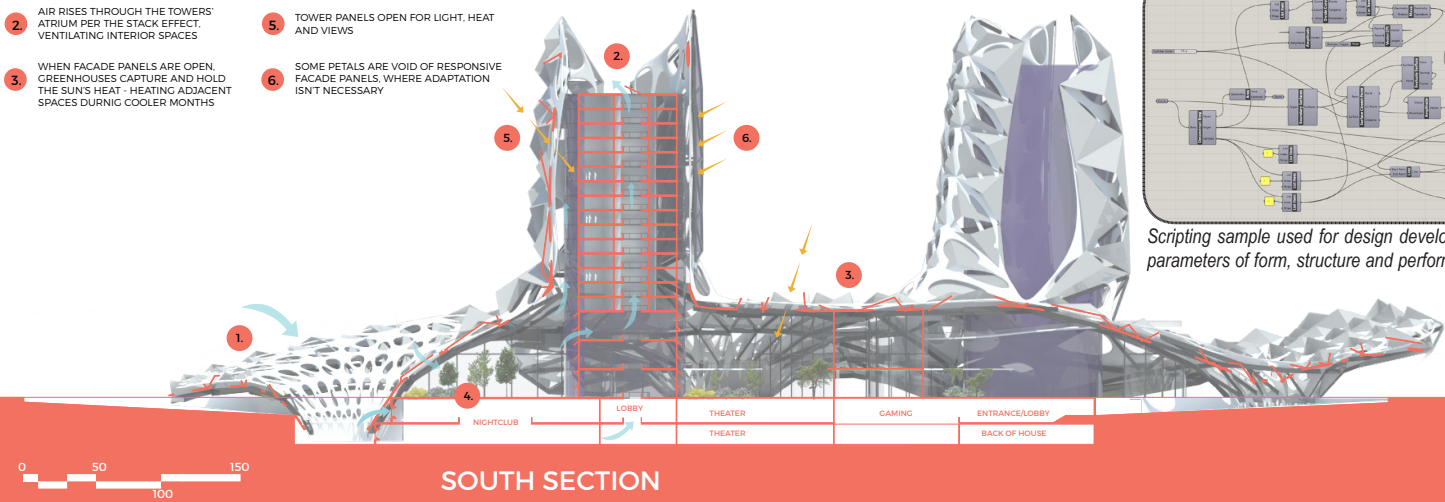 2.
AIR RISES THROUGH THE TOWERS'
ATRIUM PER THE STACK EFFECT,
VENTILATING INTERIOR SPACES
3.
WHEN FACADE PANELS ARE OPEN,
GREENHOUSES CAPTURE AND HOLD
THE SUN'S HEAT - HEATING ADJACENT
SPACES DURNIG COOLER MONTHS
5.
TOWER PANELS OPEN FOR LIGHT, HEAT
AND VIEWS
6.
SOME PETALS ARE VOID OF RESPONSIVE
FACADE PANELS, WHERE ADAPTATION
ISN'T NECESSARY
2.
5.
6.
3.
1.
4.
Scripting sample used for design develo
parameters of form, structure and perform
NIGHTCLUB
LOBBY
THEATER
THEATER
GAMING
ENTRANCE/LOBBY
BACK OF HOUSE
0
50
100
150
SOUTH SECTION